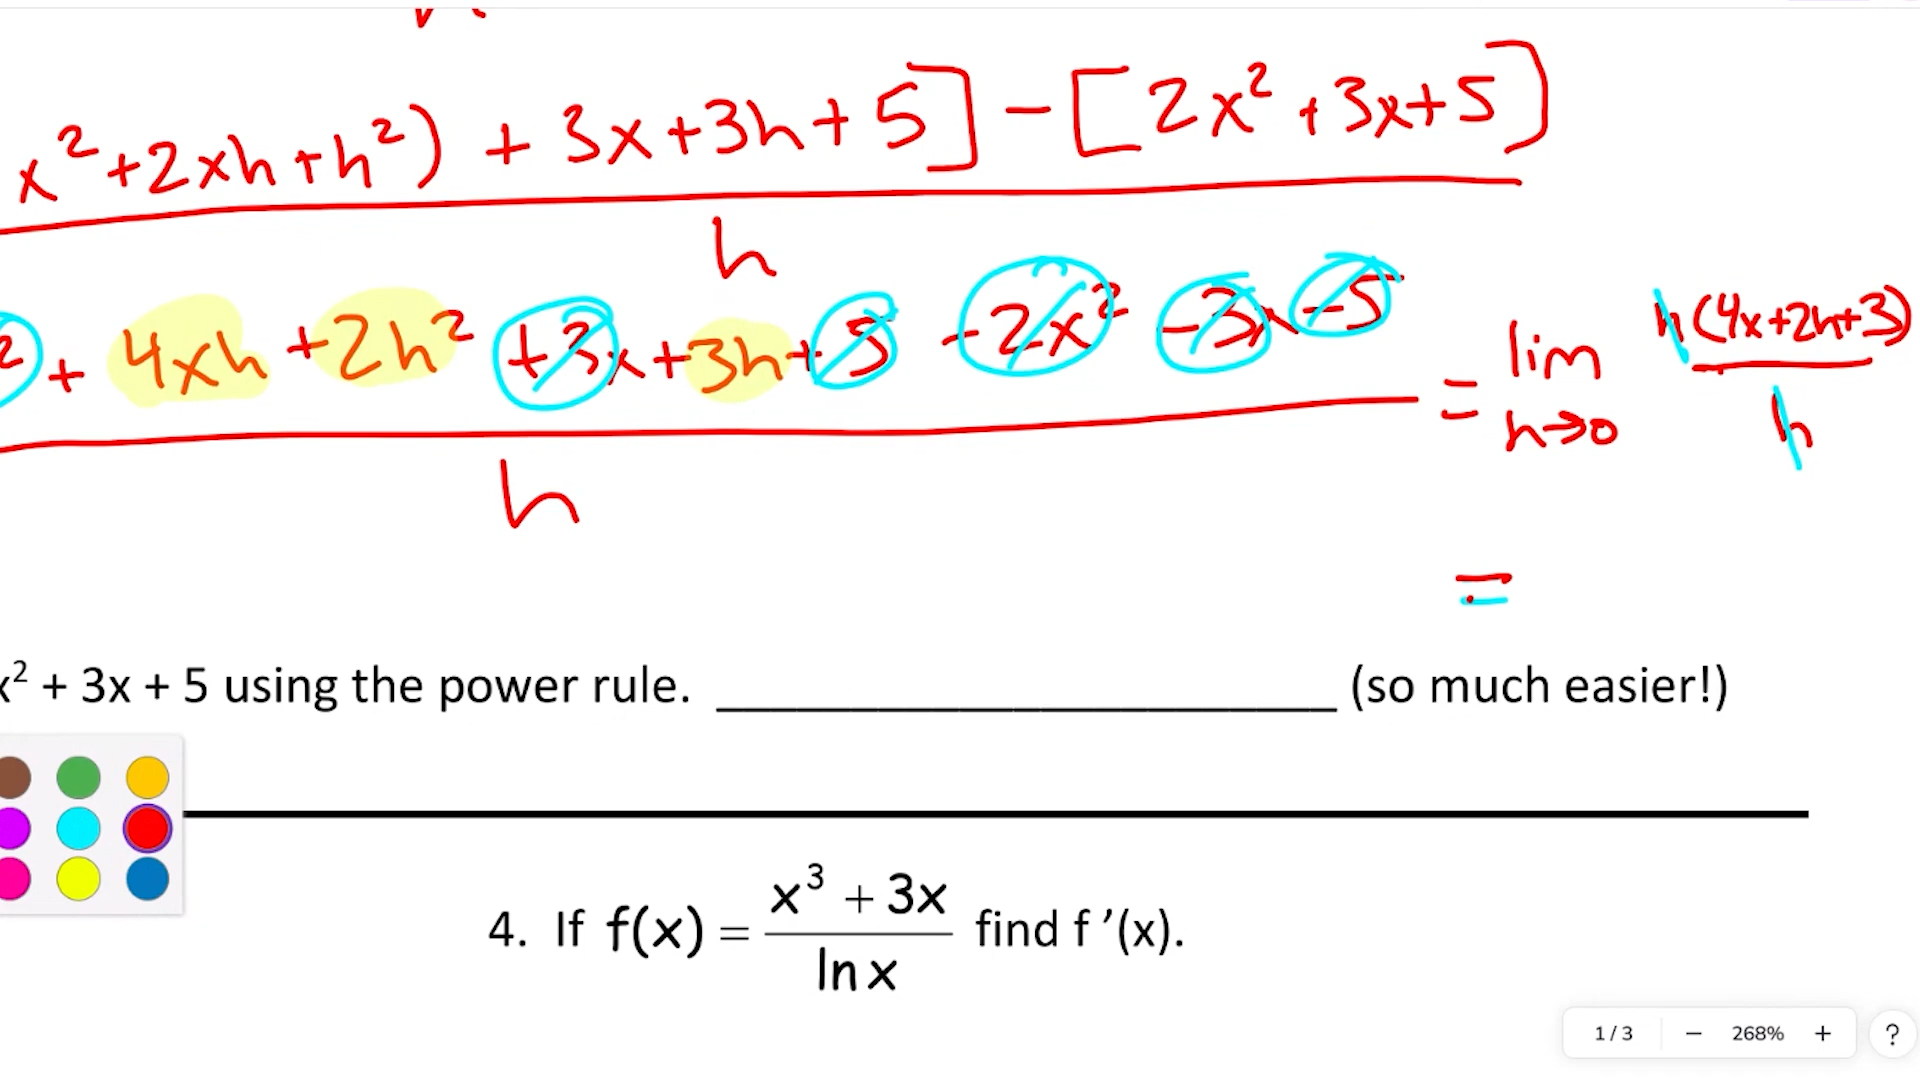 x² + 2xh + h²) + 3x + 3h + 5] - [2x² + 3x + 5]
h
² + 4xh + 2h² + 3x + 3h + 5 - 2x² - 3x - 5
h
= lim h→0 h(4x+2h+3) / h
=
x² + 3x + 5 using the power rule. ____________________ (so much easier!)
4. If f(x) = (x³ + 3x) / (ln x) find f ’(x).
1 / 3 − 268% + ?